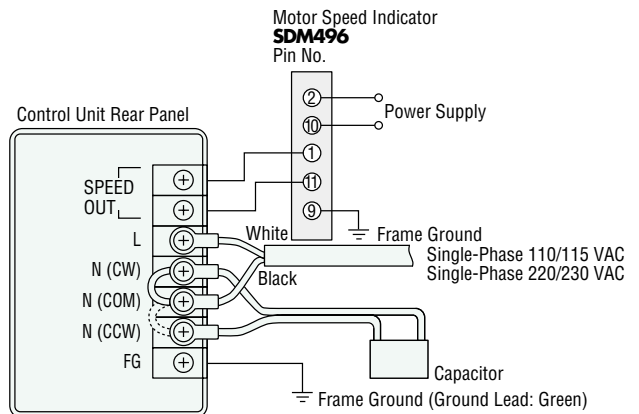 Motor Speed Indicator
SDM496
Pin No.
Control Unit Rear Panel
②
Power Supply
⑩
①
SPEED
OUT
⑪
⑨
L
White
Frame Ground
Single-Phase 110/115 VAC
N (CW)
Black
Single-Phase 220/230 VAC
N (COM)
N (CCW)
FG
Capacitor
Frame Ground (Ground Lead: Green)